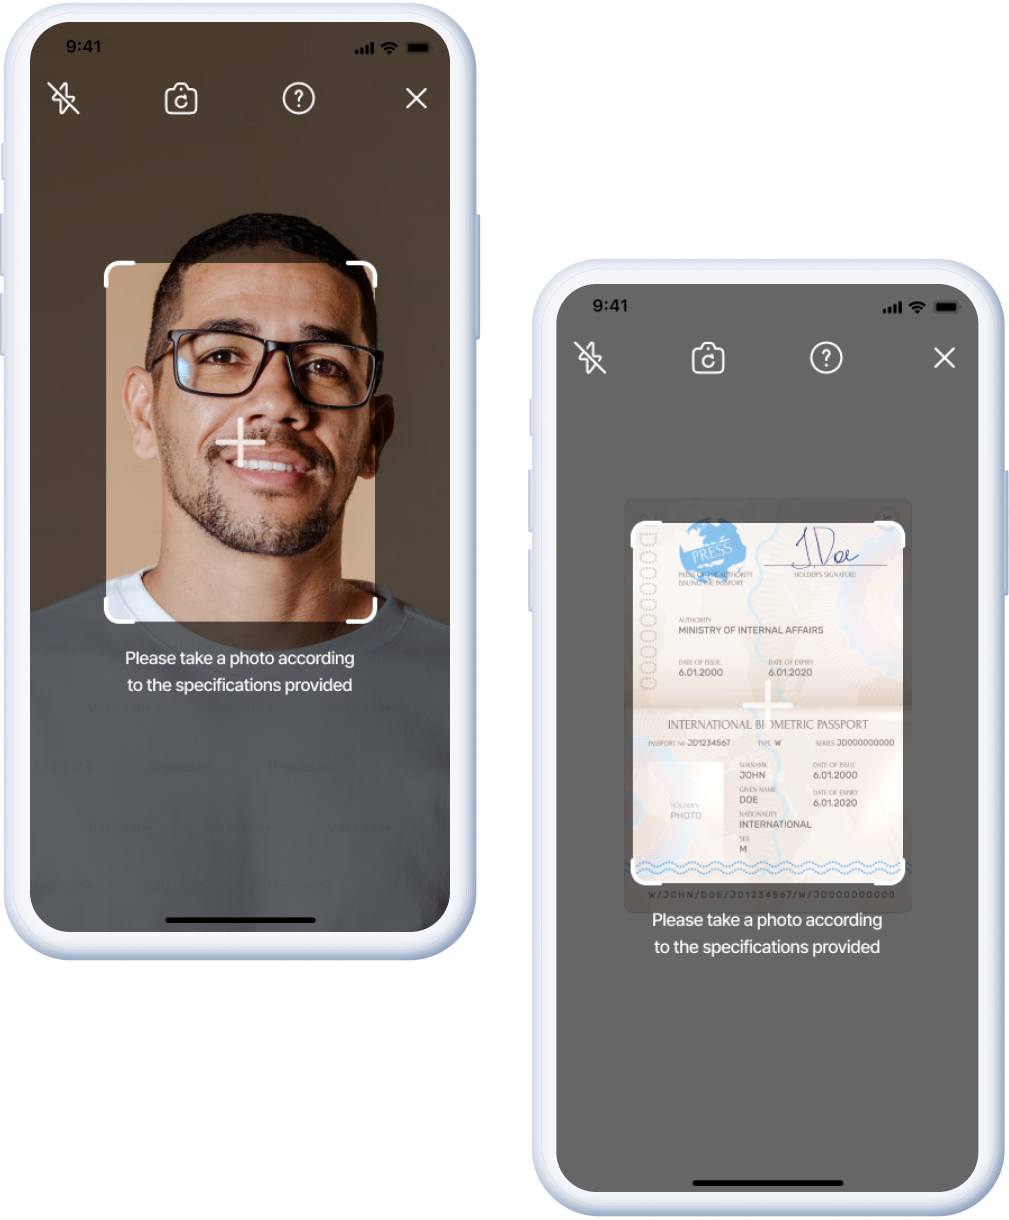 9:41
Please take a photo according
to the specifications provided
9:41
PRESS
J.Doe
PRESS OF THE AUTHORITY
ISSUING THE PASSPORT
HOLDER'S SIGNATURE
AUTHORITY
MINISTRY OF INTERNAL AFFAIRS
DATE OF ISSUE DATE OF EXPIRY
6.01.2000 6.01.2020
INTERNATIONAL BIOMETRIC PASSPORT
PASSPORT No JD1234567 TYPE W SERIES JD000000000
SURNAME DATE OF ISSUE
JOHN 6.01.2000
GIVEN NAME DATE OF EXPIRY
DOE 6.01.2020
NATIONALITY
INTERNATIONAL
SEX
M
HOLDER'S
PHOTO
W/JOHN/DOE/JD1234567/W/JD000000000
Please take a photo according
to the specifications provided